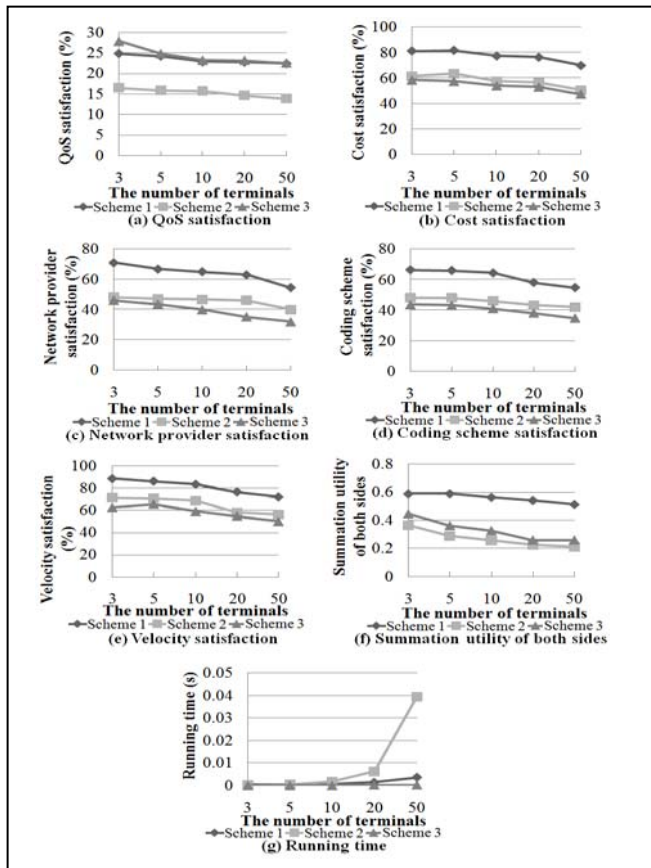 30
25
20
15
10
5
0
QoS satisfaction (%)
3 5 10 20 50
The number of terminals
Scheme 1 Scheme 2 Scheme 3
(a) QoS satisfaction
100
80
60
40
20
0
Cost satisfaction (%)
3 5 10 20 50
The number of terminals
Scheme 1 Scheme 2 Scheme 3
(b) Cost satisfaction
80
60
40
20
0
Network provider
satisfaction (%)
3 5 10 20 50
The number of terminals
Scheme 1 Scheme 2 Scheme 3
(c) Network provider satisfaction
80
60
40
20
0
Coding scheme
satisfaction (%)
3 5 10 20 50
The number of terminals
Scheme 1 Scheme 2 Scheme 3
(d) Coding scheme satisfaction
100
80
60
40
20
0
Velocity satisfaction
(%)
3 5 10 20 50
The number of terminals
Scheme 1 Scheme 2 Scheme 3
(e) Velocity satisfaction
0.8
0.6
0.4
0.2
0
Summation utility
of both sides
3 5 10 20 50
The number of terminals
Scheme 1 Scheme 2 Scheme 3
(f) Summation utility of both sides
0.05
0.04
0.03
0.02
0.01
0
Running time (s)
3 5 10 20 50
The number of terminals
Scheme 1 Scheme 2 Scheme 3
(g) Running time